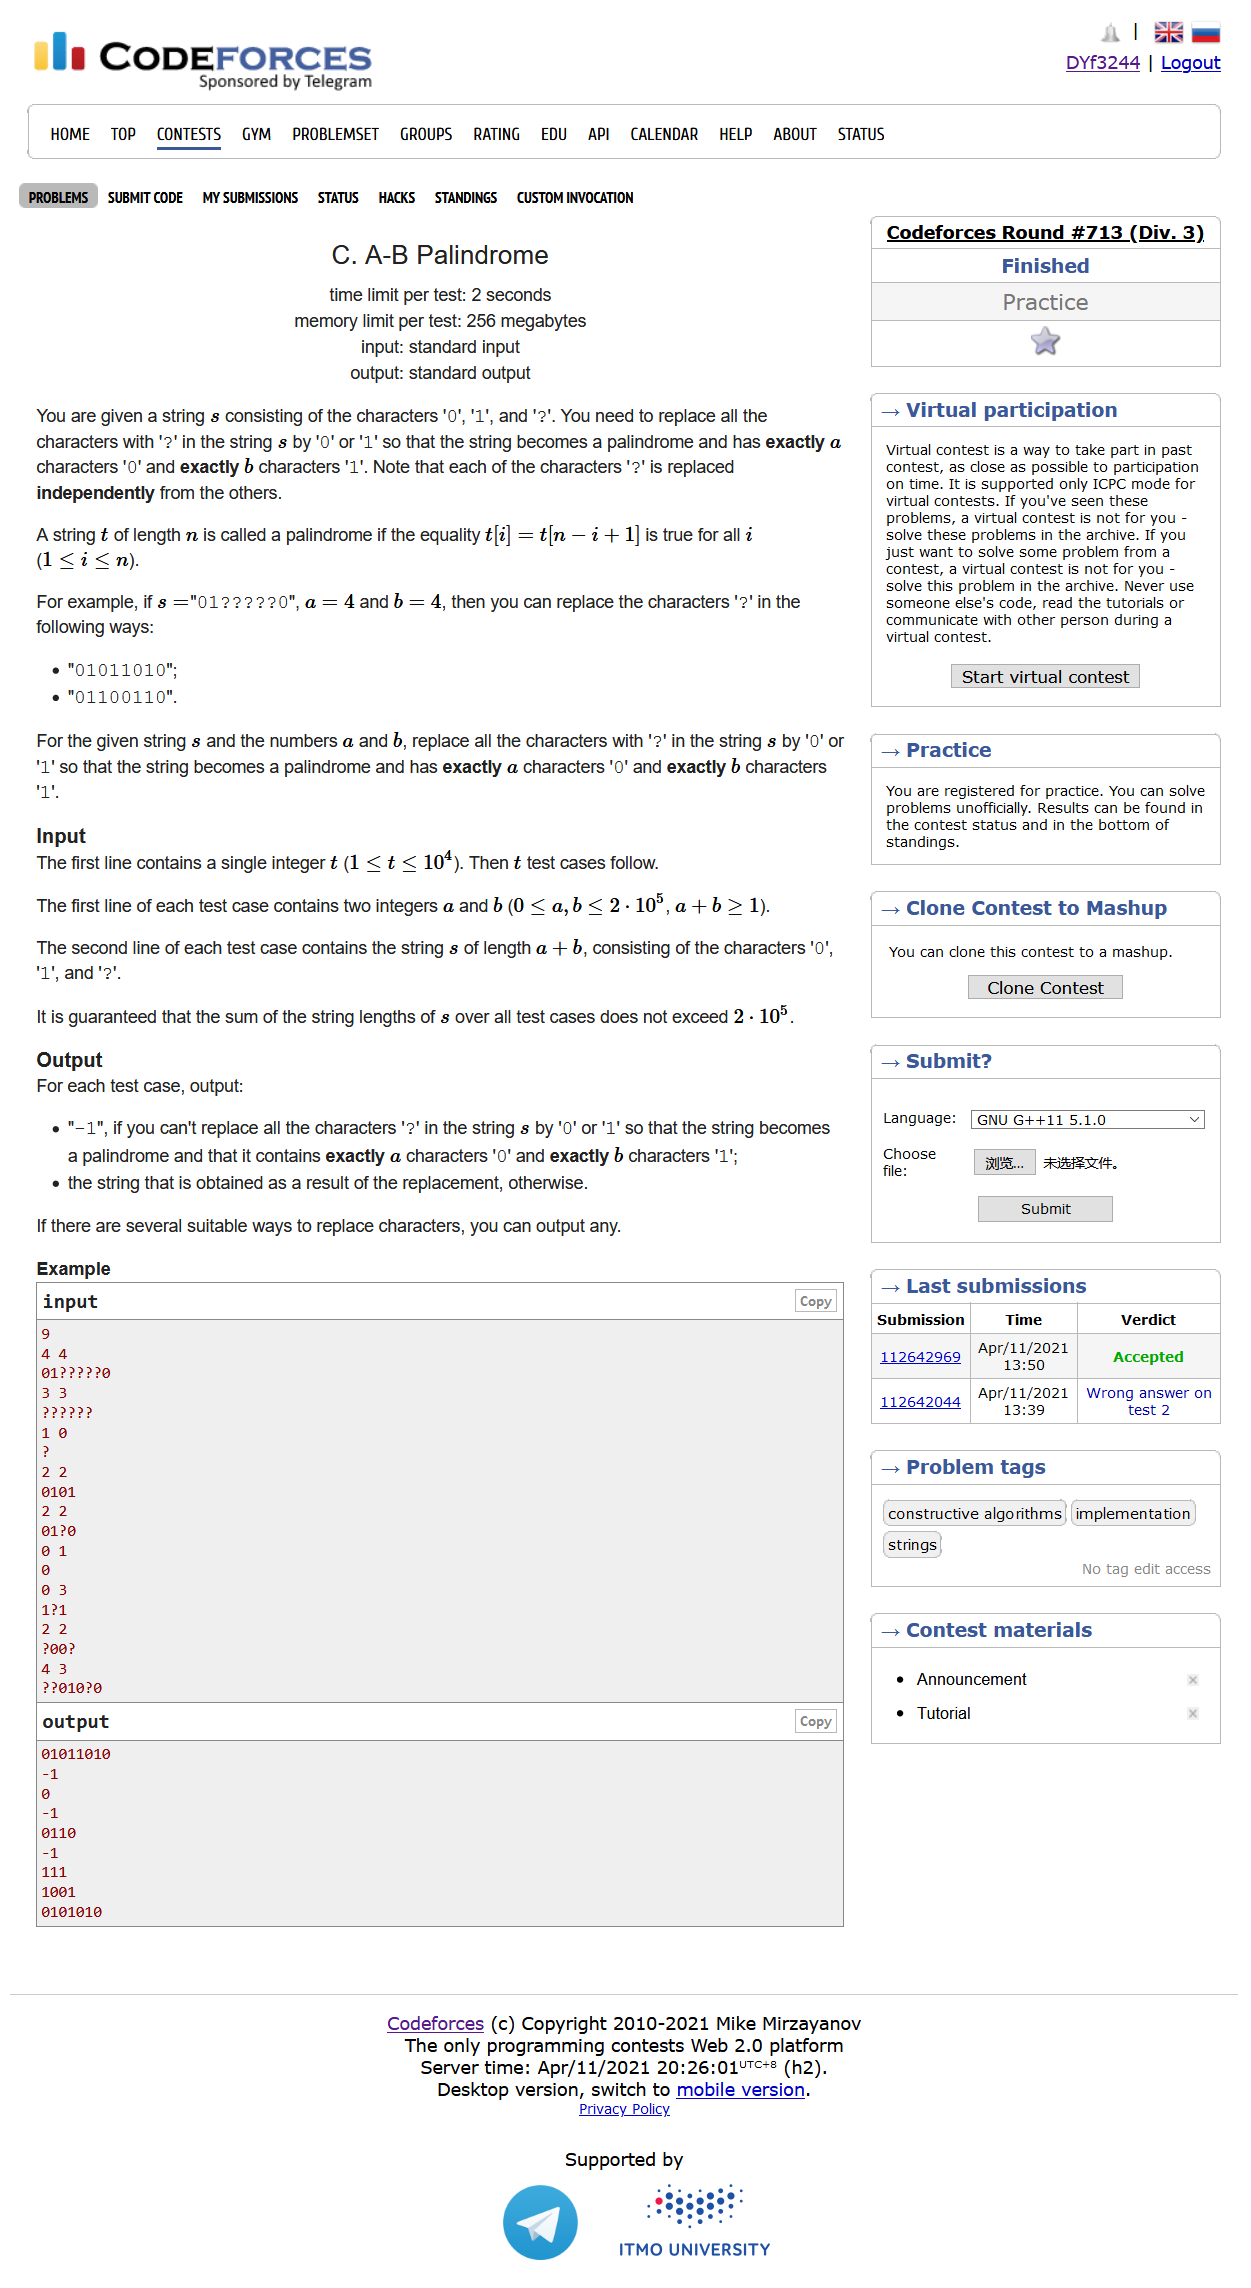 CODEFORCES
Sponsored by Telegram
|
DYf3244 | Logout
HOME TOP CONTESTS GYM PROBLEMSET GROUPS RATING EDU API CALENDAR HELP ABOUT STATUS
PROBLEMS SUBMIT CODE MY SUBMISSIONS STATUS HACKS STANDINGS CUSTOM INVOCATION
C. A-B Palindrome
time limit per test: 2 seconds
memory limit per test: 256 megabytes
input: standard input
output: standard output
You are given a string s consisting of the characters '0', '1', and '?'. You need to replace all the
characters with '?' in the string s by '0' or '1' so that the string becomes a palindrome and has exactly a
characters '0' and exactly b characters '1'. Note that each of the characters '?' is replaced
independently from the others.
A string t of length n is called a palindrome if the equality t[i] = t[n − i + 1] is true for all i
(1 ≤ i ≤ n).
For example, if s ="01?????0", a = 4 and b = 4, then you can replace the characters '?' in the
following ways:
• "01011010";
• "01100110".
For the given string s and the numbers a and b, replace all the characters with '?' in the string s by '0' or
'1' so that the string becomes a palindrome and has exactly a characters '0' and exactly b characters
'1'.
Input
The first line contains a single integer t (1 ≤ t ≤ 10⁴). Then t test cases follow.
The first line of each test case contains two integers a and b (0 ≤ a, b ≤ 2 · 10⁵, a + b ≥ 1).
The second line of each test case contains the string s of length a + b, consisting of the characters '0',
'1', and '?'.
It is guaranteed that the sum of the string lengths of s over all test cases does not exceed 2 · 10⁵.
Output
For each test case, output:
• "-1", if you can't replace all the characters '?' in the string s by '0' or '1' so that the string becomes
a palindrome and that it contains exactly a characters '0' and exactly b characters '1';
• the string that is obtained as a result of the replacement, otherwise.
If there are several suitable ways to replace characters, you can output any.
Example
input Copy
9
4 4
01?????0
3 3
??????
1 0
?
2 2
0101
2 2
01?0
0 1
0
0 3
1?1
2 2
?00?
4 3
??010?0
output Copy
01011010
-1
0
-1
0110
-1
111
1001
0101010
Codeforces Round #713 (Div. 3)
Finished
Practice
→ Virtual participation
Virtual contest is a way to take part in past
contest, as close as possible to participation
on time. It is supported only ICPC mode for
virtual contests. If you've seen these
problems, a virtual contest is not for you -
solve these problems in the archive. If you
just want to solve some problem from a
contest, a virtual contest is not for you -
solve this problem in the archive. Never use
someone else's code, read the tutorials or
communicate with other person during a
virtual contest.
Start virtual contest
→ Practice
You are registered for practice. You can solve
problems unofficially. Results can be found in
the contest status and in the bottom of
standings.
→ Clone Contest to Mashup
You can clone this contest to a mashup.
Clone Contest
→ Submit?
Language: GNU G++11 5.1.0
Choose
file: 浏览... 未选择文件。
Submit
→ Last submissions
Submission Time Verdict
112642969 Apr/11/2021
13:50 Accepted
112642044 Apr/11/2021
13:39 Wrong answer on
test 2
→ Problem tags
constructive algorithms implementation
strings
No tag edit access
→ Contest materials
• Announcement
• Tutorial
Codeforces (c) Copyright 2010-2021 Mike Mirzayanov
The only programming contests Web 2.0 platform
Server time: Apr/11/2021 20:26:01 UTC+8 (h2).
Desktop version, switch to mobile version.
Privacy Policy
Supported by
ITMO UNIVERSITY